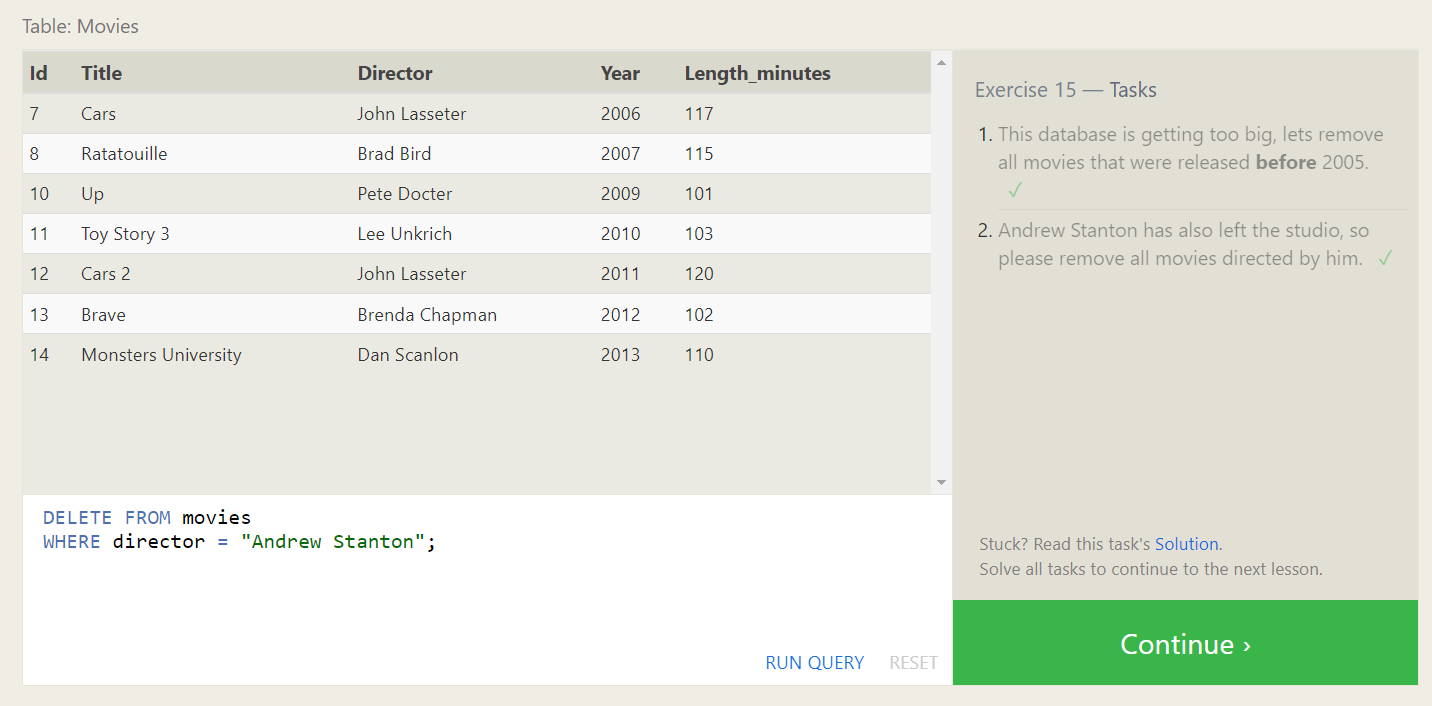 Table: Movies
Id Title Director Year Length_minutes
7 Cars John Lasseter 2006 117
8 Ratatouille Brad Bird 2007 115
10 Up Pete Docter 2009 101
11 Toy Story 3 Lee Unkrich 2010 103
12 Cars 2 John Lasseter 2011 120
13 Brave Brenda Chapman 2012 102
14 Monsters University Dan Scanlon 2013 110
DELETE FROM movies
WHERE director = "Andrew Stanton";
RUN QUERY RESET
Exercise 15 — Tasks
1. This database is getting too big, lets remove
all movies that were released before 2005.
✓
2. Andrew Stanton has also left the studio, so
please remove all movies directed by him. ✓
Stuck? Read this task's Solution.
Solve all tasks to continue to the next lesson.
Continue ›